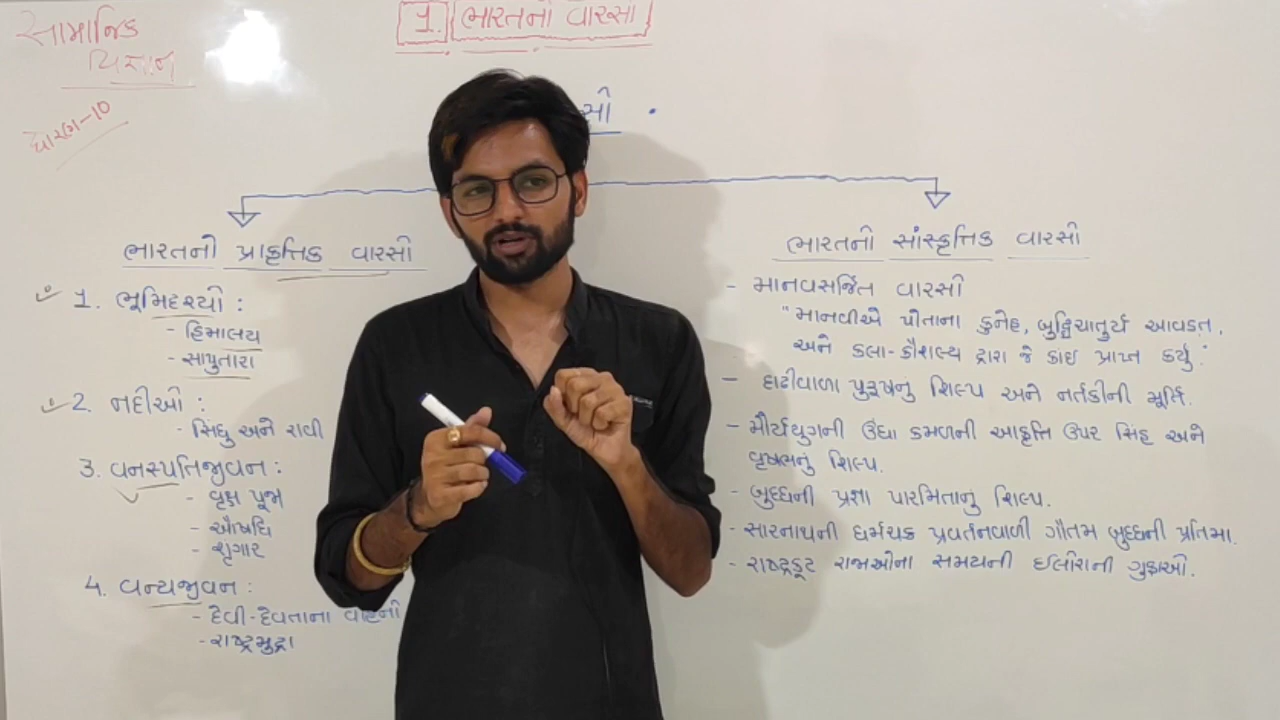 સામાજિક
વિજ્ઞાન
ધોરણ-10
1. ભારતનો વારસો
ભારતનો પ્રાકૃતિક વારસો
1. ભૂમિદૃશ્યો :
- હિમાલય
- સાપુતારા
2. નદીઓ :
- સિંધુ અને રાવી
3. વનસ્પતિજીવન :
- વૃક્ષ પૂજા
- ઔષધિ
- શૃંગાર
4. વન્યજીવન :
- દેવી-દેવતાના વાહનો
- રાષ્ટ્રમુદ્રા
ભારતનો સાંસ્કૃતિક વારસો
- માનવસર્જિત વારસો
"માનવીએ પોતાના કુનેહ, બુદ્ધિચાતુર્ય આવડત,
અને કલા-કૌશલ્ય દ્વારા જે કાંઇ પ્રાપ્ત કર્યું."
- દાઢીવાળા પુરૂષનુ શિલ્પ અને નર્તકીની મૂર્તિ.
- મૌર્યયુગની ઉંધા કમળની આકૃતિ ઉપર સિંહ અને
વૃષભનું શિલ્પ.
- બુદ્ધની પ્રજ્ઞા પારમિતાનું શિલ્પ.
- સારનાથની ધર્મચક્ર પ્રવર્તનવાળી ગૌતમ બુદ્ધની પ્રતિમા.
- રાષ્ટ્રકૂટ રાજાઓના સમયની ઈલોરાની ગુફાઓ.